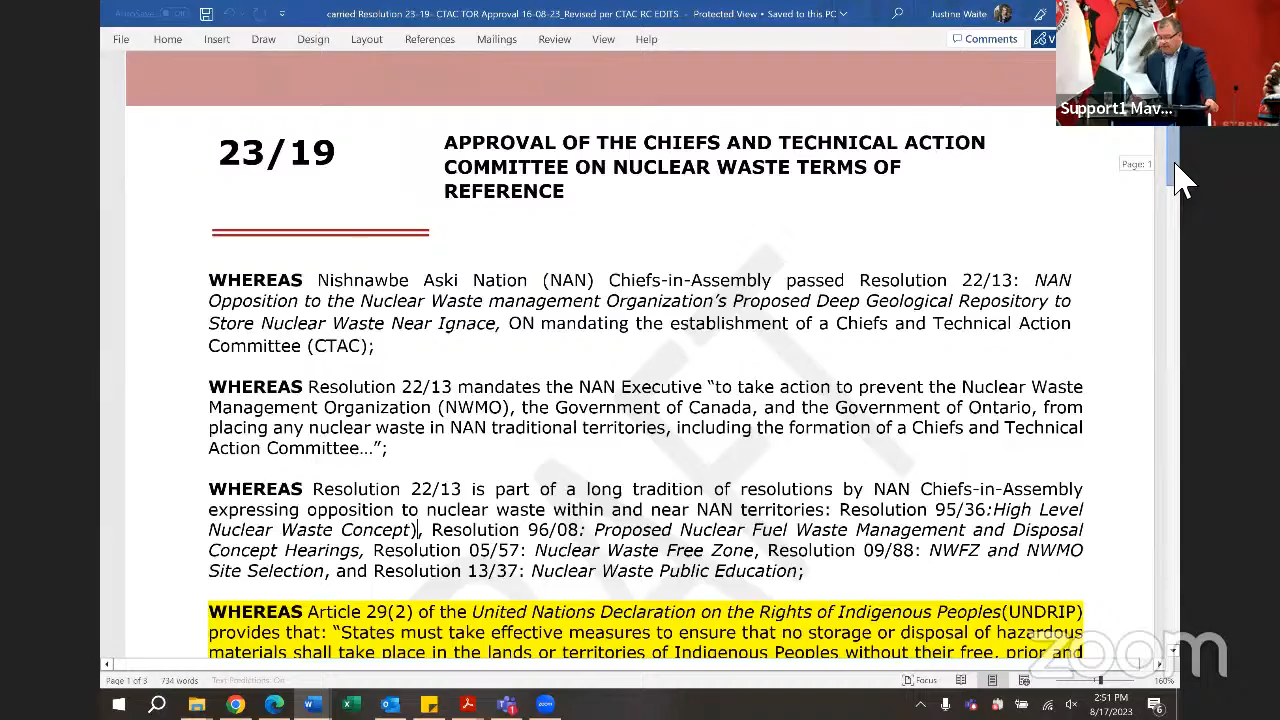 AutoSave Off
carried Resolution 23-19- CTAC TOR Approval 16-08-23_Revised per CTAC RC EDITS - Protected View • Saved to this PC
Justine Waite
File Home Insert Draw Design Layout References Mailings Review View Help
Comments
Support1 Mav...
23/19
APPROVAL OF THE CHIEFS AND TECHNICAL ACTION
COMMITTEE ON NUCLEAR WASTE TERMS OF
REFERENCE
Page: 1
WHEREAS Nishnawbe Aski Nation (NAN) Chiefs-in-Assembly passed Resolution 22/13: NAN
Opposition to the Nuclear Waste management Organization's Proposed Deep Geological Repository to
Store Nuclear Waste Near Ignace, ON mandating the establishment of a Chiefs and Technical Action
Committee (CTAC);
WHEREAS Resolution 22/13 mandates the NAN Executive “to take action to prevent the Nuclear Waste
Management Organization (NWMO), the Government of Canada, and the Government of Ontario, from
placing any nuclear waste in NAN traditional territories, including the formation of a Chiefs and Technical
Action Committee…”;
WHEREAS Resolution 22/13 is part of a long tradition of resolutions by NAN Chiefs-in-Assembly
expressing opposition to nuclear waste within and near NAN territories: Resolution 95/36:High Level
Nuclear Waste Concept), Resolution 96/08: Proposed Nuclear Fuel Waste Management and Disposal
Concept Hearings, Resolution 05/57: Nuclear Waste Free Zone, Resolution 09/88: NWFZ and NWMO
Site Selection, and Resolution 13/37: Nuclear Waste Public Education;
WHEREAS Article 29(2) of the United Nations Declaration on the Rights of Indigenous Peoples(UNDRIP)
provides that: “States must take effective measures to ensure that no storage or disposal of hazardous
materials shall take place in the lands or territories of Indigenous Peoples without their free, prior and
DRAFT
zoom
Page 1 of 3 734 words Text Predictions: On
Focus
160%
2:51 PM
8/17/2023